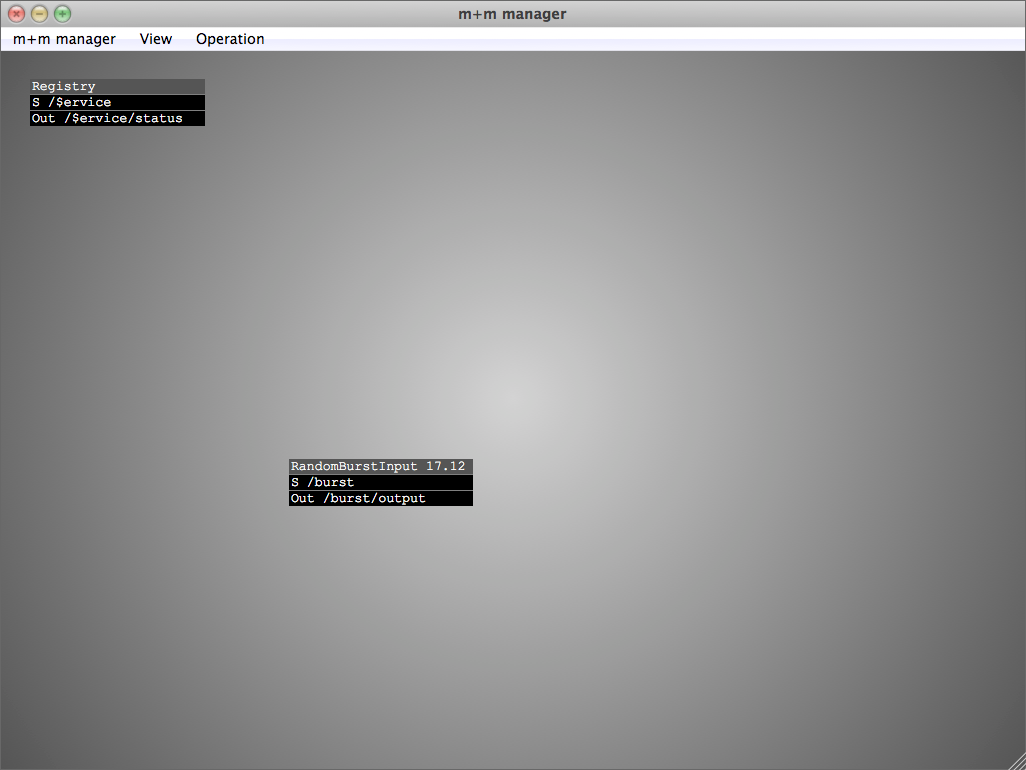 m+m manager
m+m manager View Operation
Registry
S /$ervice
Out /$ervice/status
RandomBurstInput 17.12
S /burst
Out /burst/output